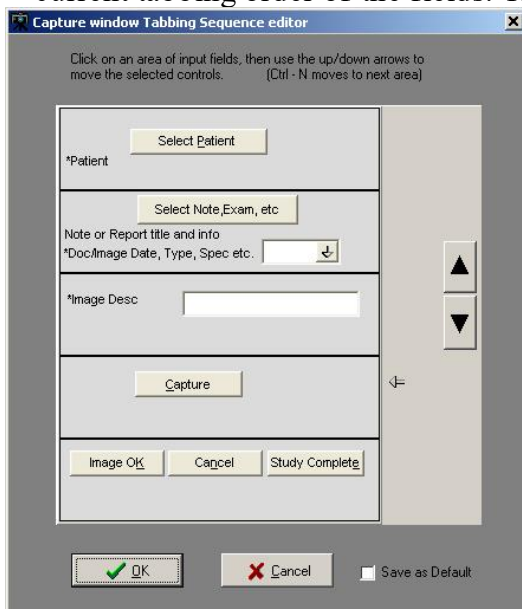 Capture window Tabbing Sequence editor
Click on an area of input fields, then use the up/down arrows to
move the selected controls. (Ctrl - N moves to next area)
Select Patient
*Patient
Select Note,Exam, etc
Note or Report title and info
*Doc/Image Date, Type, Spec etc.
*Image Desc
Capture
Image OK Cancel Study Complete
OK Cancel Save as Default